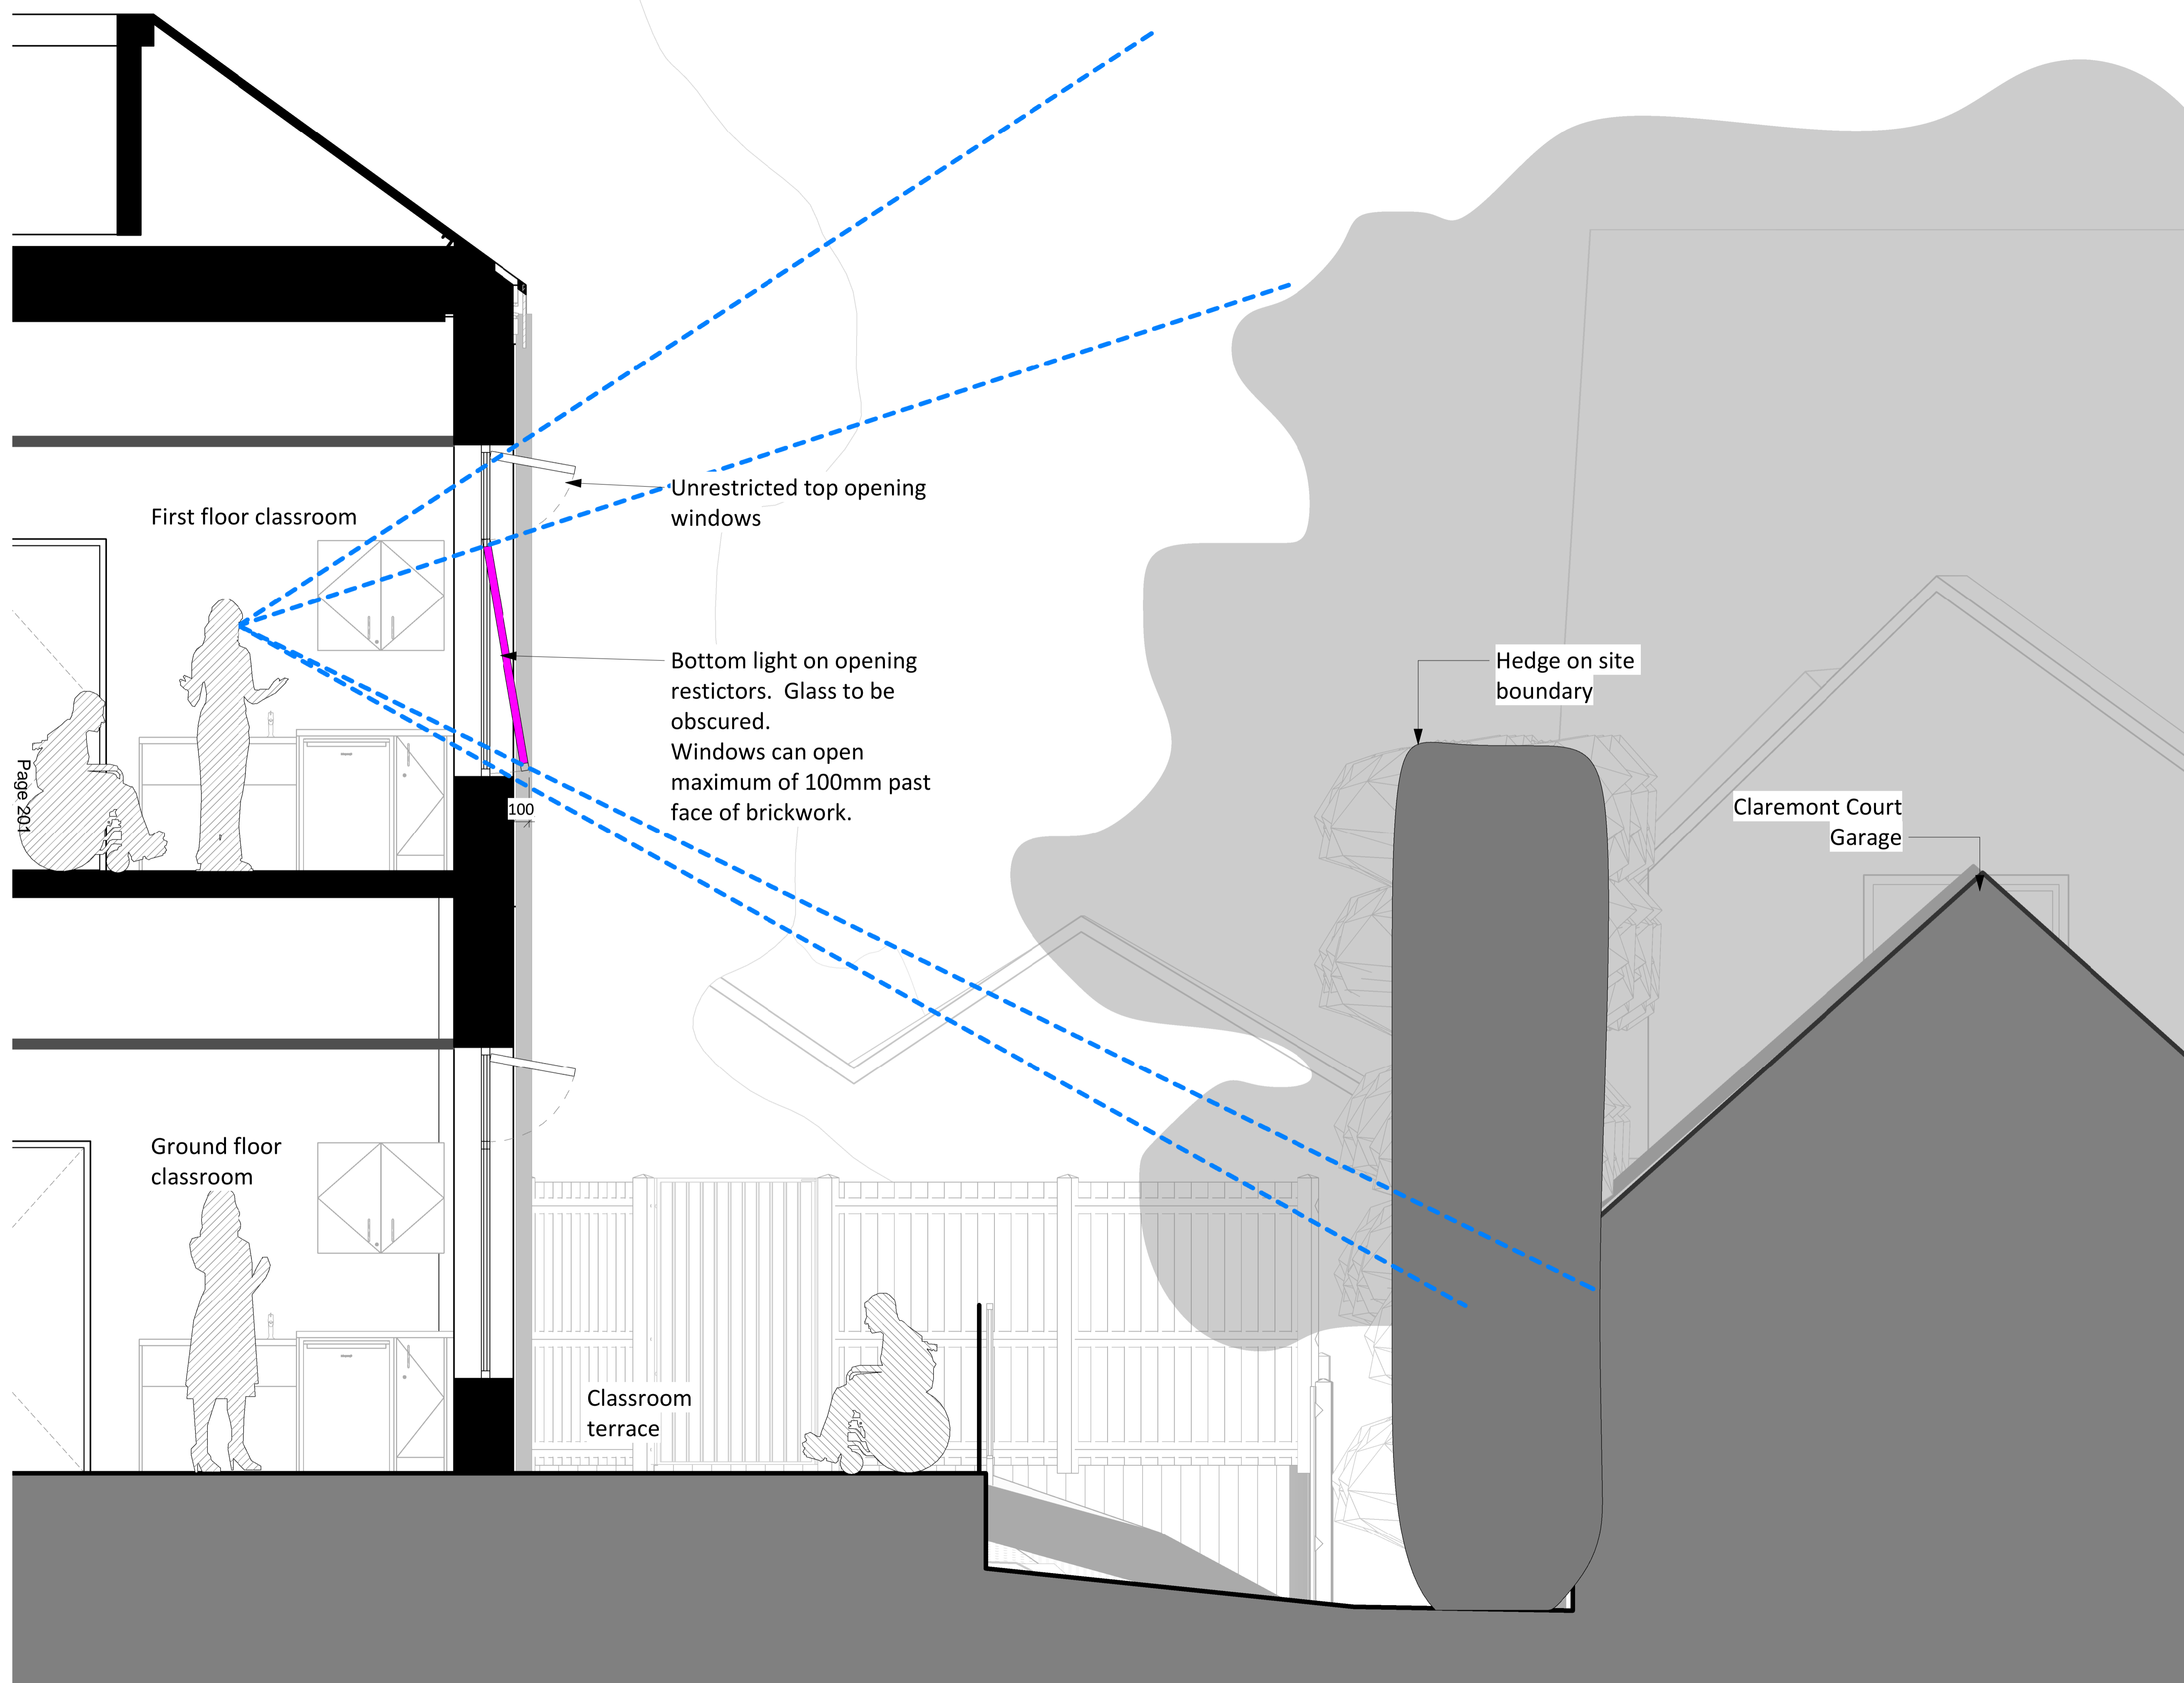 First floor classroom
Unrestricted top opening
windows
Bottom light on opening
restictors.  Glass to be
obscured.
Windows can open
maximum of 100mm past
face of brickwork.
100
Hedge on site
boundary
Claremont Court
Garage
Page 201
Ground floor
classroom
Classroom
terrace